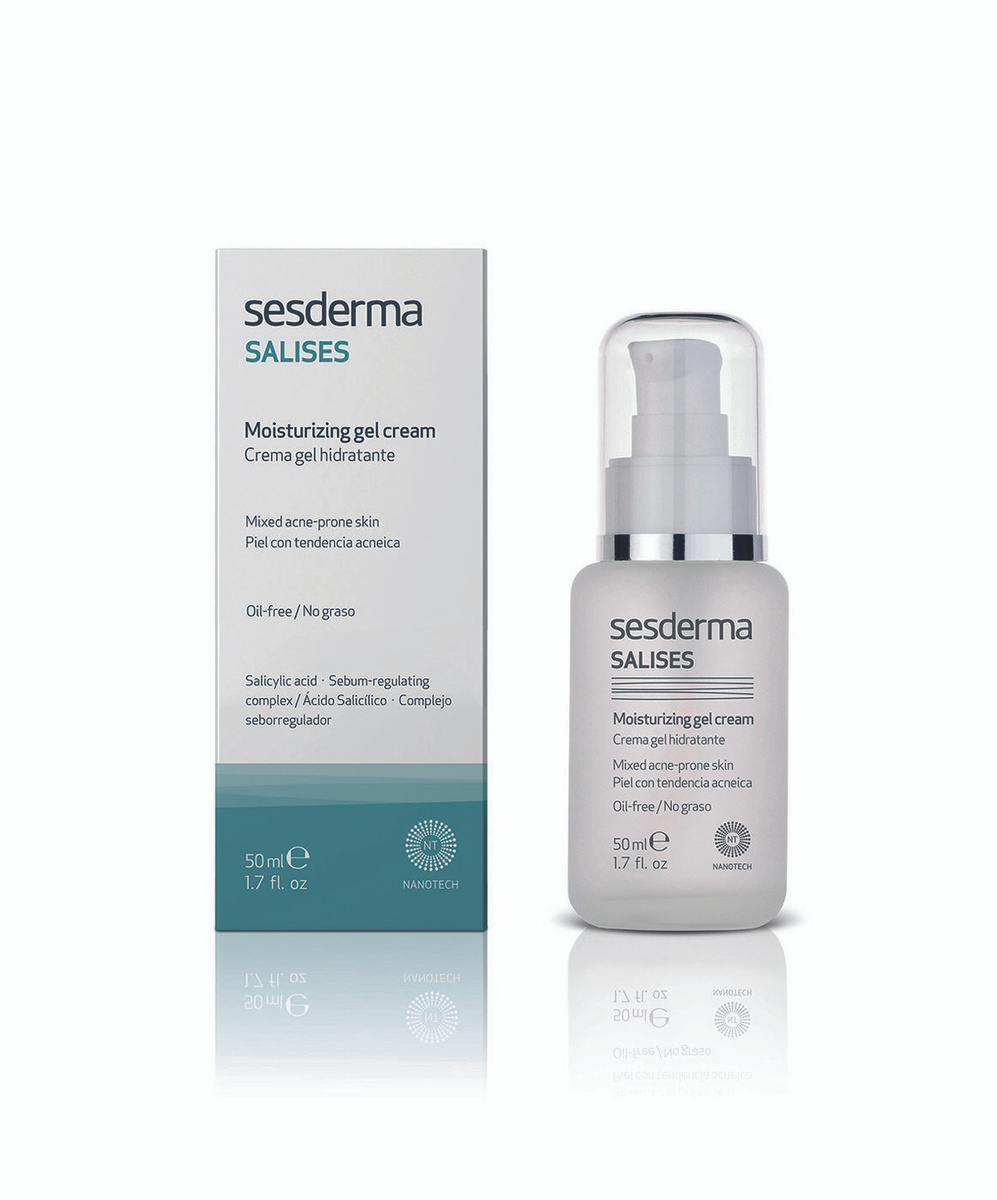 sesderma
SALISES
Moisturizing gel cream
Crema gel hidratante
Mixed acne-prone skin
Piel con tendencia acneica
Oil-free / No graso
Salicylic acid · Sebum-regulating
complex / Ácido Salicílico · Complejo
seborregulador
50 ml e
1.7 fl. oz
NT
NANOTECH
sesderma
SALISES
Moisturizing gel cream
Crema gel hidratante
Mixed acne-prone skin
Piel con tendencia acneica
Oil-free / No graso
50 ml e
1.7 fl. oz
NT
NANOTECH